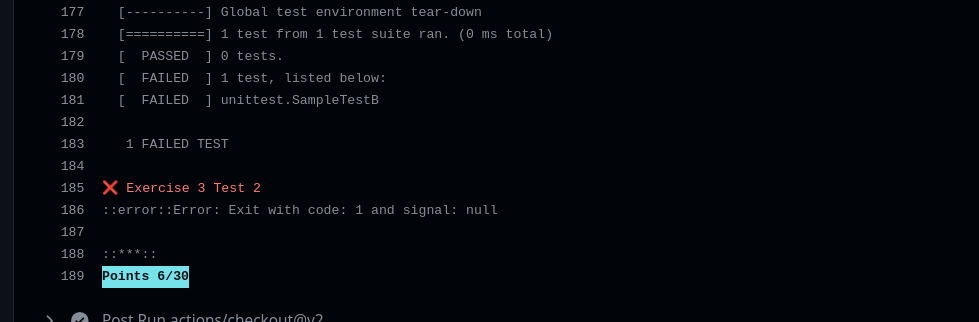 177 [----------] Global test environment tear-down
178 [==========] 1 test from 1 test suite ran. (0 ms total)
179 [  PASSED  ] 0 tests.
180 [  FAILED  ] 1 test, listed below:
181 [  FAILED  ] unittest.SampleTestB
182
183 1 FAILED TEST
184
185 ❌ Exercise 3 Test 2
186 ::error::Error: Exit with code: 1 and signal: null
187
188 ::***::
189 Points 6/30
Post Run actions/checkout@v2